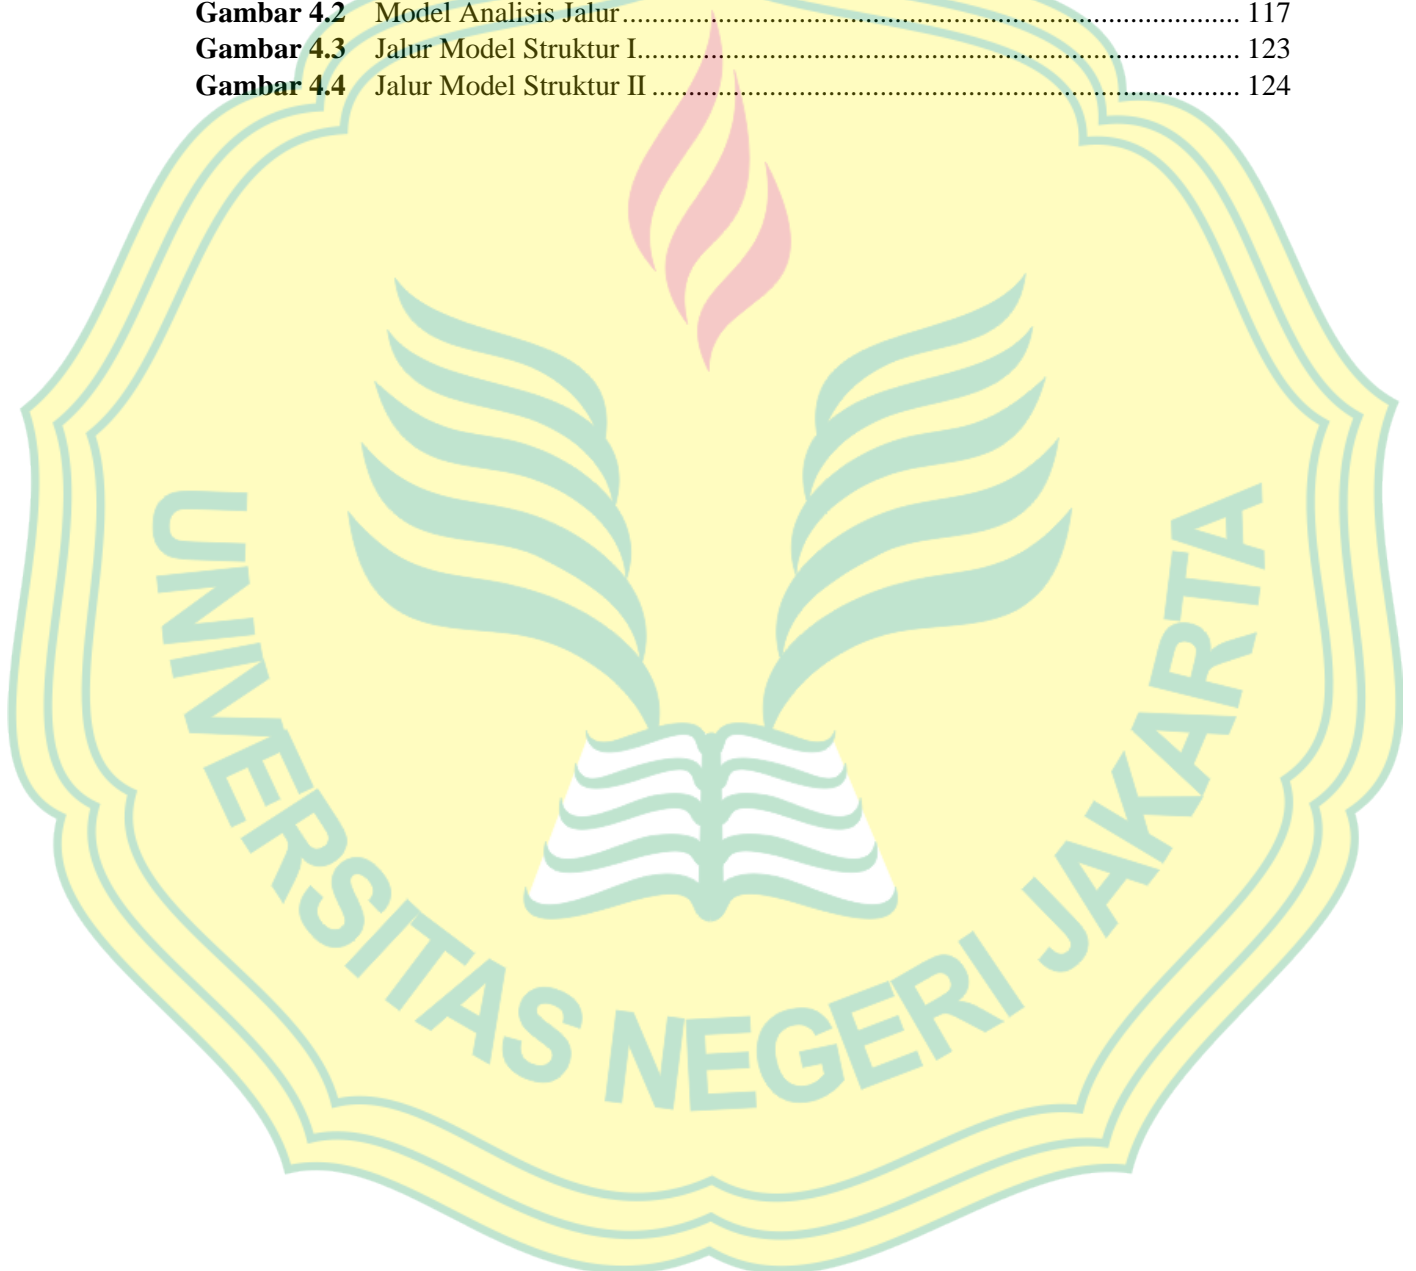 Gambar 4.2 Model Analisis Jalur........................................................................................ 117
Gambar 4.3 Jalur Model Struktur I...................................................................................... 123
Gambar 4.4 Jalur Model Struktur II .................................................................................... 124
UNIVERSITAS NEGERI JAKARTA